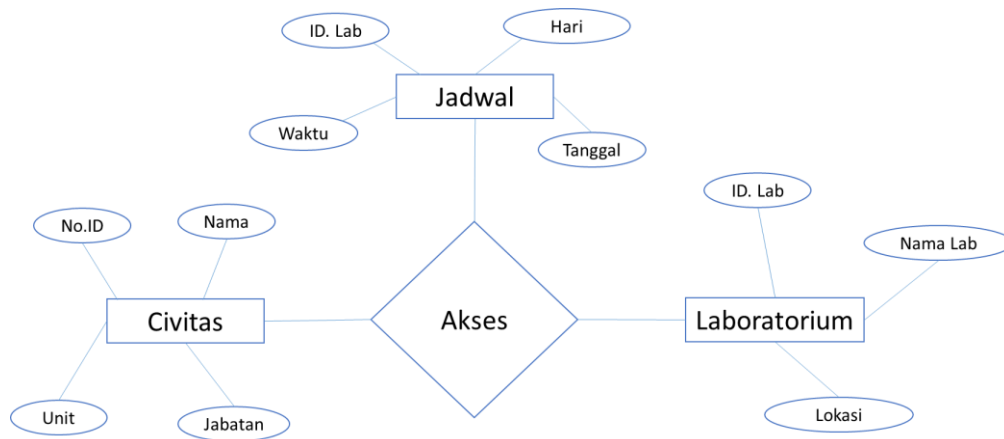 ID. Lab
Hari
Jadwal
Waktu
Tanggal
ID. Lab
No.ID
Nama
Nama Lab
Civitas
Akses
Laboratorium
Unit
Jabatan
Lokasi